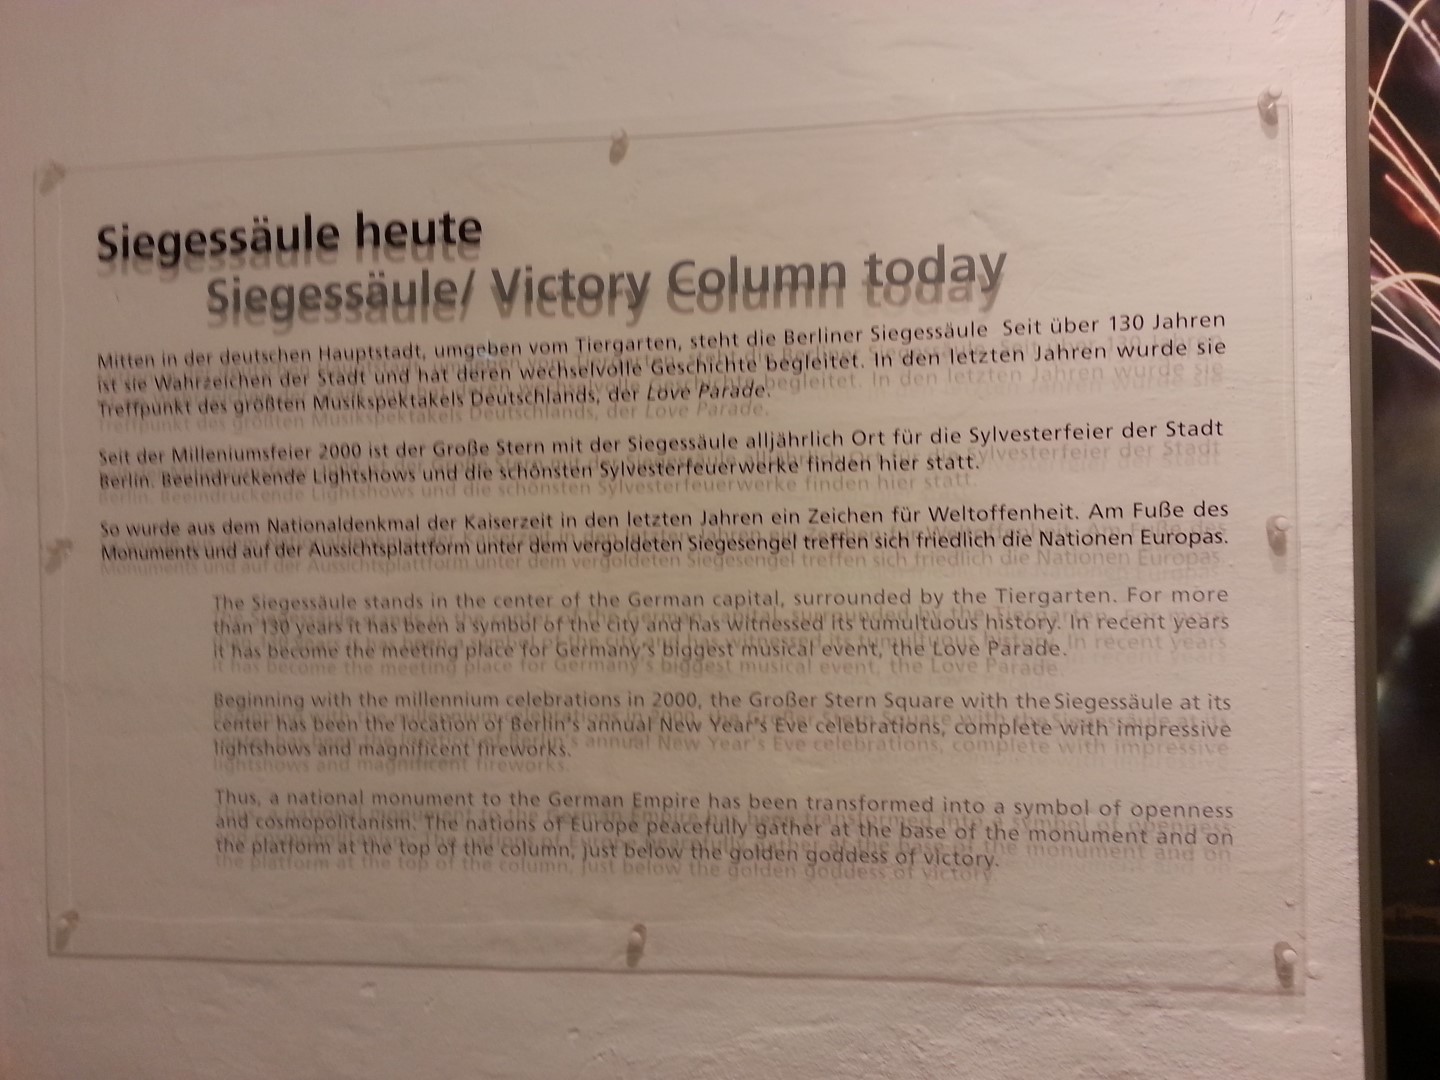 Siegessäule heute
Siegessäule/ Victory Column today
Mitten in der deutschen Hauptstadt, umgeben vom Tiergarten, steht die Berliner Siegessäule  Seit über 130 Jahren
ist sie Wahrzeichen der Stadt und hat deren wechselvolle Geschichte begleitet. In den letzten Jahren wurde sie
Treffpunkt des größten Musikspektakels Deutschlands, der Love Parade.
Seit der Milleniumsfeier 2000 ist der Große Stern mit der Siegessäule alljährlich Ort für die Sylvesterfeier der Stadt
Berlin. Beeindruckende Lightshows und die schönsten Sylvesterfeuerwerke finden hier statt.
So wurde aus dem Nationaldenkmal der Kaiserzeit in den letzten Jahren ein Zeichen für Weltoffenheit. Am Fuße des
Monuments und auf der Aussichtsplattform unter dem vergoldeten Siegesengel treffen sich friedlich die Nationen Europas.
The Siegessäule stands in the center of the German capital, surrounded by the Tiergarten. For more
than 130 years it has been a symbol of the city and has witnessed its tumultuous history. In recent years
it has become the meeting place for Germany's biggest musical event, the Love Parade.
Beginning with the millennium celebrations in 2000, the Großer Stern Square with the Siegessäule at its
center has been the location of Berlin's annual New Year's Eve celebrations, complete with impressive
lightshows and magnificent fireworks.
Thus, a national monument to the German Empire has been transformed into a symbol of openness
and cosmopolitanism. The nations of Europe peacefully gather at the base of the monument and on
the platform at the top of the column, just below the golden goddess of victory.